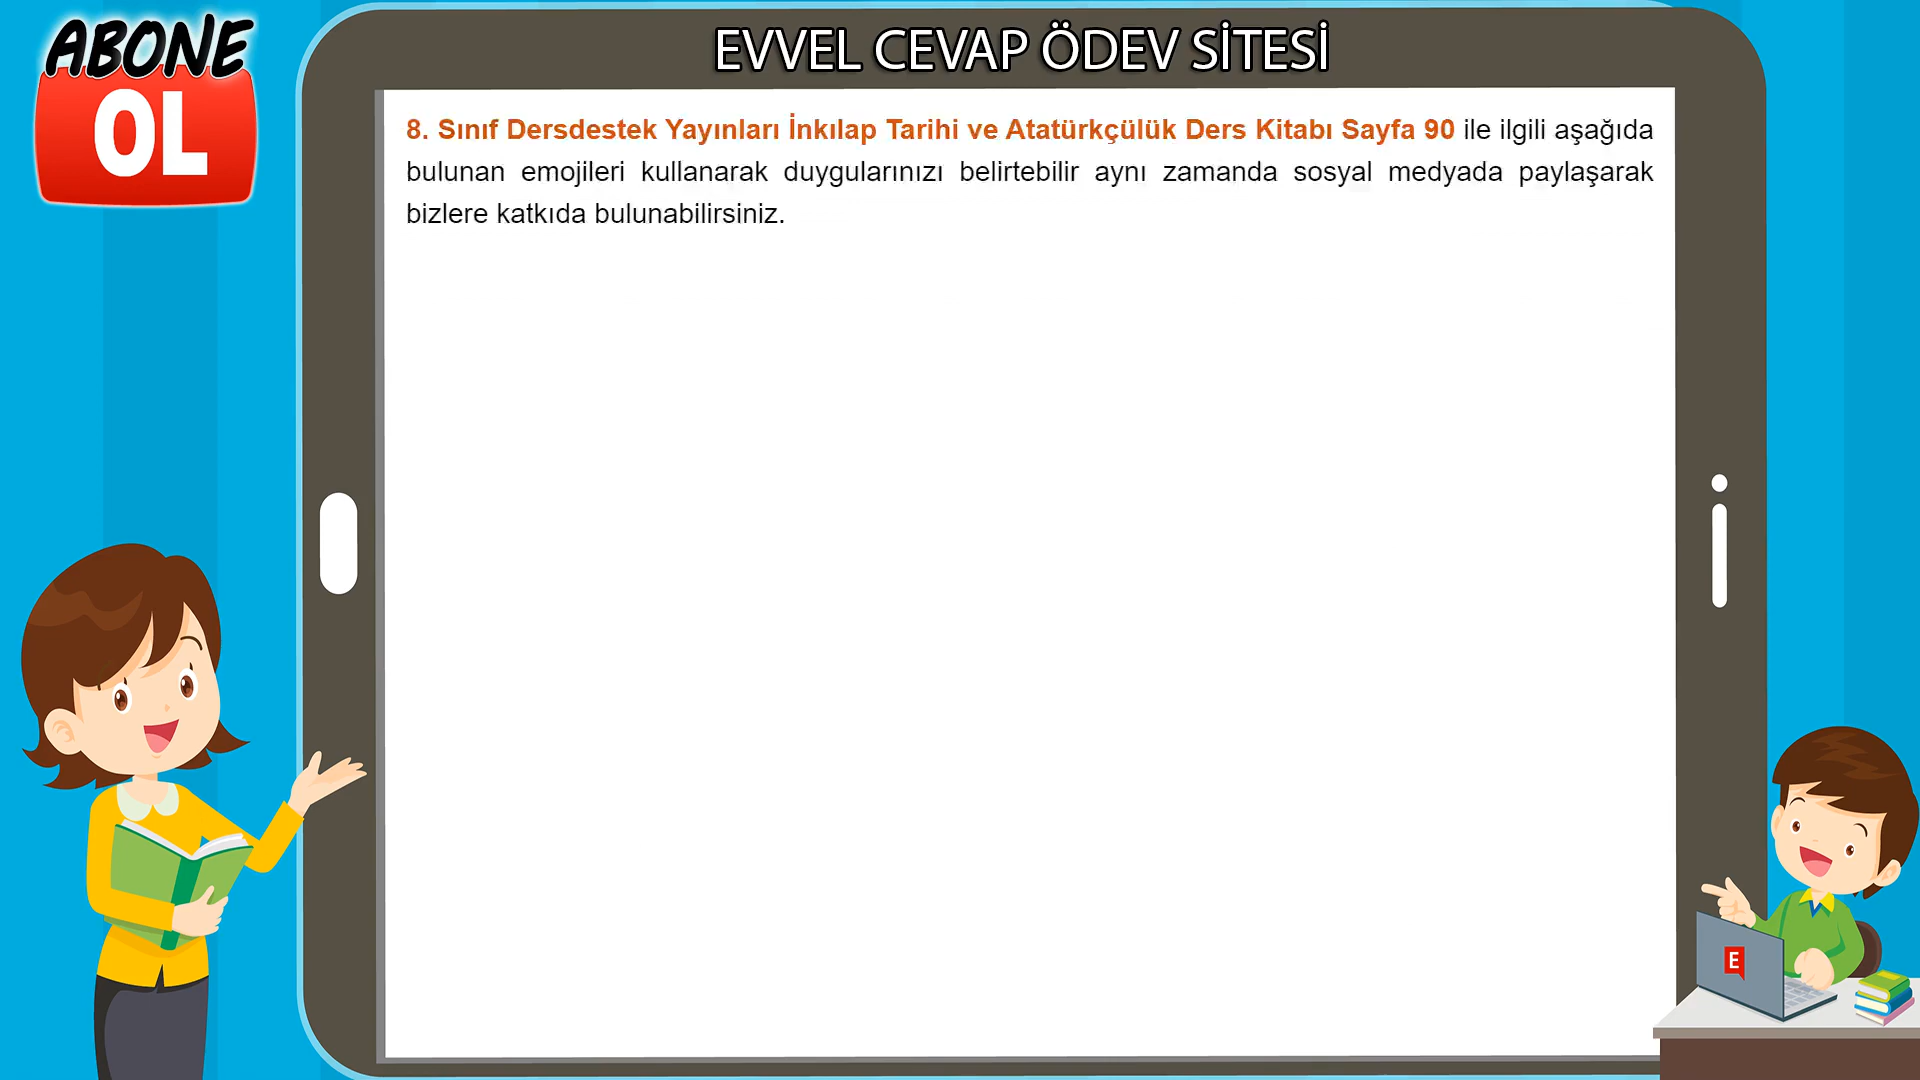 ABONE
OL
EVVEL CEVAP ÖDEV SİTESİ
8. Sınıf Dersdestek Yayınları İnkılap Tarihi ve Atatürkçülük Ders Kitabı Sayfa 90 ile ilgili aşağıda
bulunan emojileri kullanarak duygularınızı belirtebilir aynı zamanda sosyal medyada paylaşarak
bizlere katkıda bulunabilirsiniz.
E